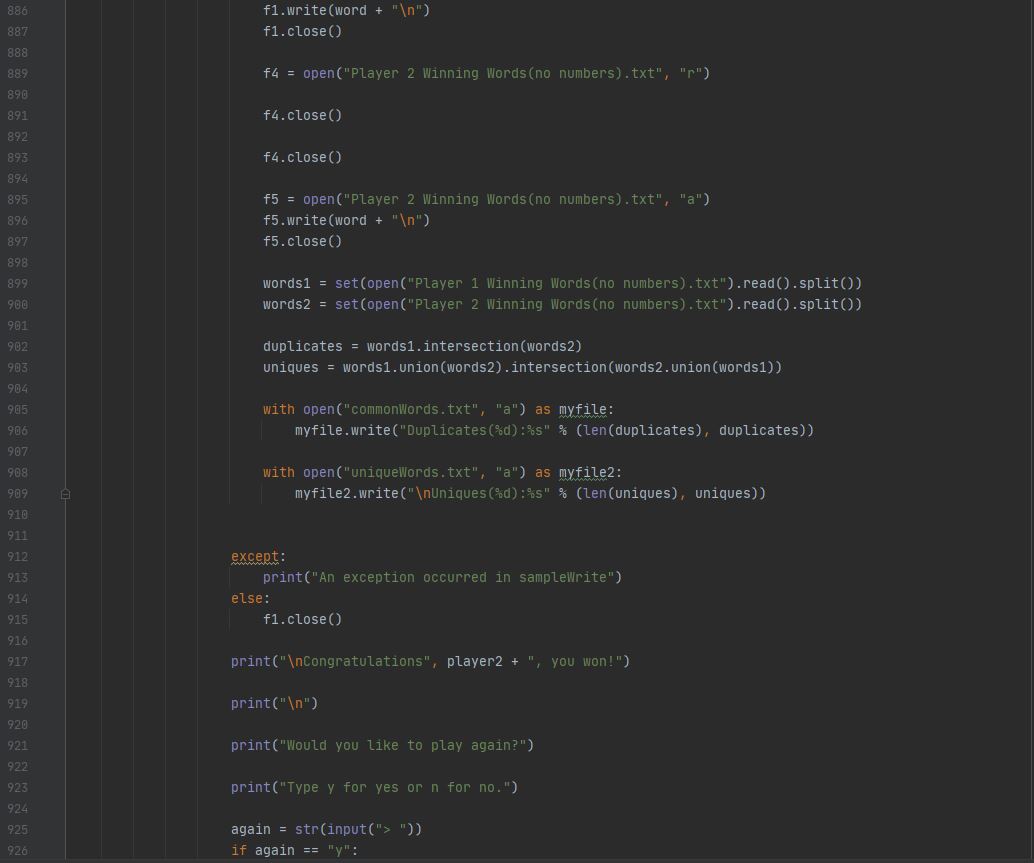 886 f1.write(word + "\n")
887 f1.close()
888
889 f4 = open("Player 2 Winning Words(no numbers).txt", "r")
890
891 f4.close()
892
893 f4.close()
894
895 f5 = open("Player 2 Winning Words(no numbers).txt", "a")
896 f5.write(word + "\n")
897 f5.close()
898
899 words1 = set(open("Player 1 Winning Words(no numbers).txt").read().split())
900 words2 = set(open("Player 2 Winning Words(no numbers).txt").read().split())
901
902 duplicates = words1.intersection(words2)
903 uniques = words1.union(words2).intersection(words2.union(words1))
904
905 with open("commonWords.txt", "a") as myfile:
906 myfile.write("Duplicates(%d):%s" % (len(duplicates), duplicates))
907
908 with open("uniqueWords.txt", "a") as myfile2:
909 myfile2.write("\nUniques(%d):%s" % (len(uniques), uniques))
910
911
912 except:
913 print("An exception occurred in sampleWrite")
914 else:
915 f1.close()
916
917 print("\nCongratulations", player2 + ", you won!")
918
919 print("\n")
920
921 print("Would you like to play again?")
922
923 print("Type y for yes or n for no.")
924
925 again = str(input("> "))
926 if again == "y":